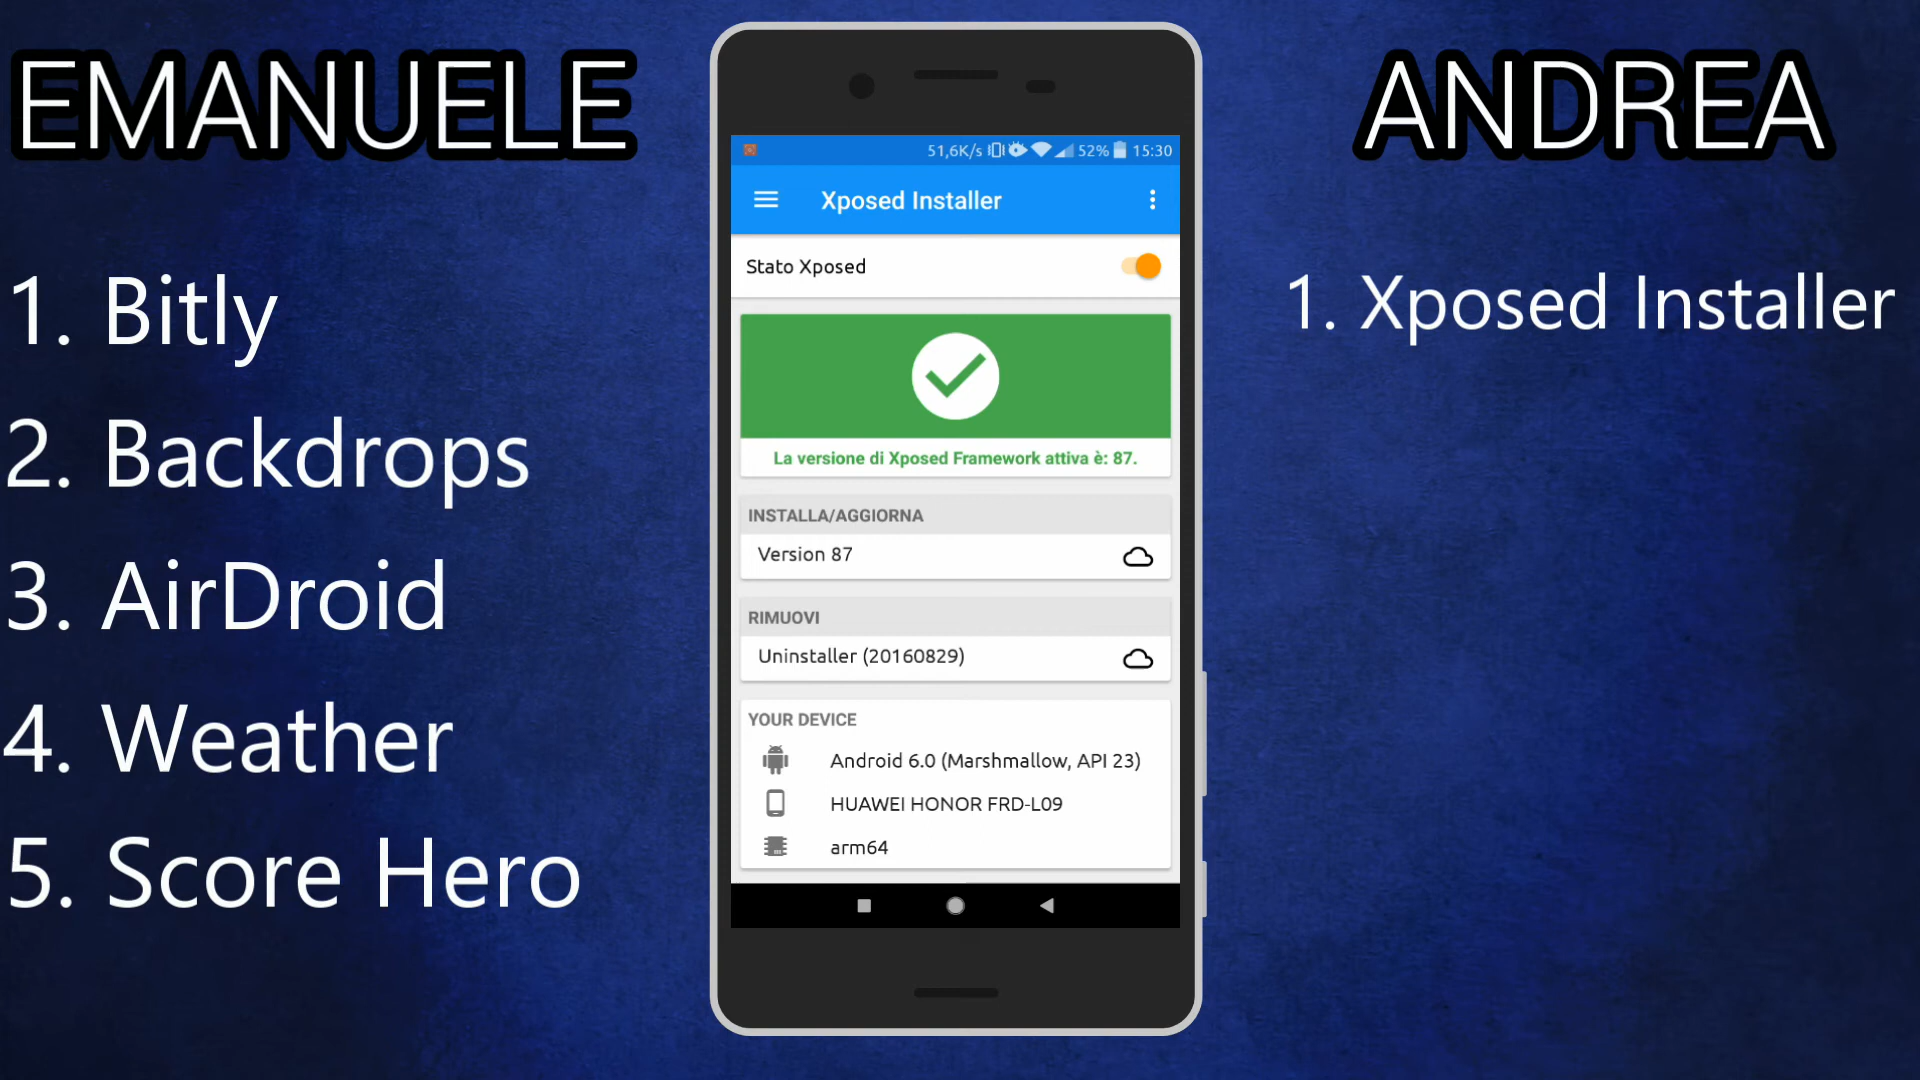 EMANUELE
1. Bitly
2. Backdrops
3. AirDroid
4. Weather
5. Score Hero
51,6K/s 52% 15:30
Xposed Installer
Stato Xposed
La versione di Xposed Framework attiva è: 87.
INSTALLA/AGGIORNA
Version 87
RIMUOVI
Uninstaller (20160829)
YOUR DEVICE
Android 6.0 (Marshmallow, API 23)
HUAWEI HONOR FRD-L09
arm64
ANDREA
1. Xposed Installer